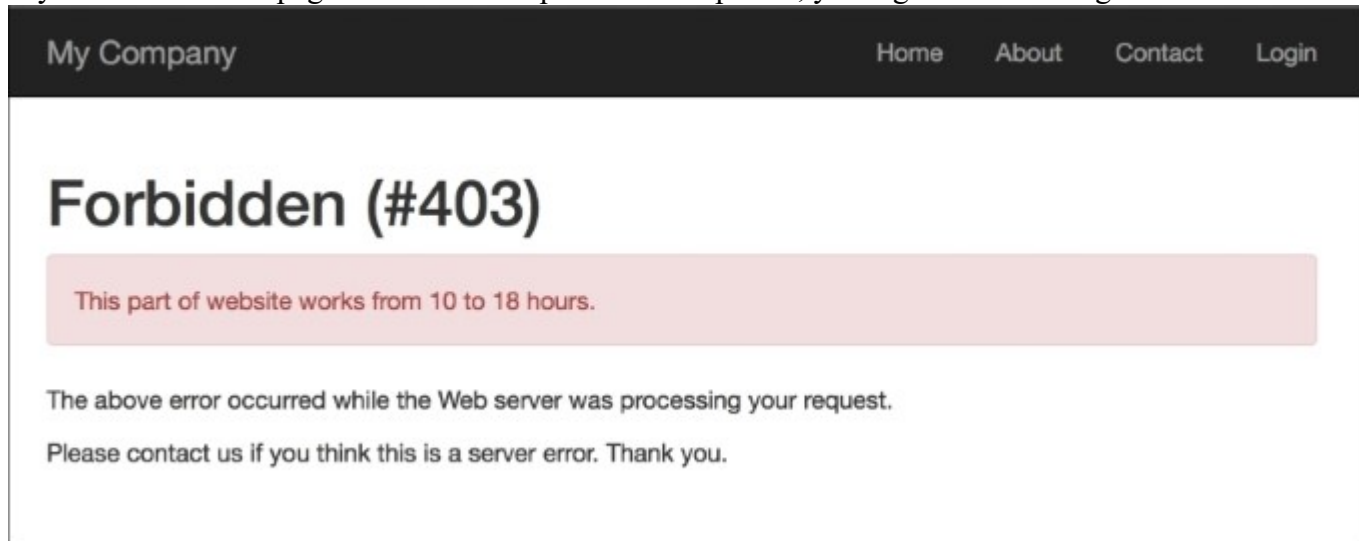 My Company Home About Contact Login
Forbidden (#403)
This part of website works from 10 to 18 hours.
The above error occurred while the Web server was processing your request.
Please contact us if you think this is a server error. Thank you.